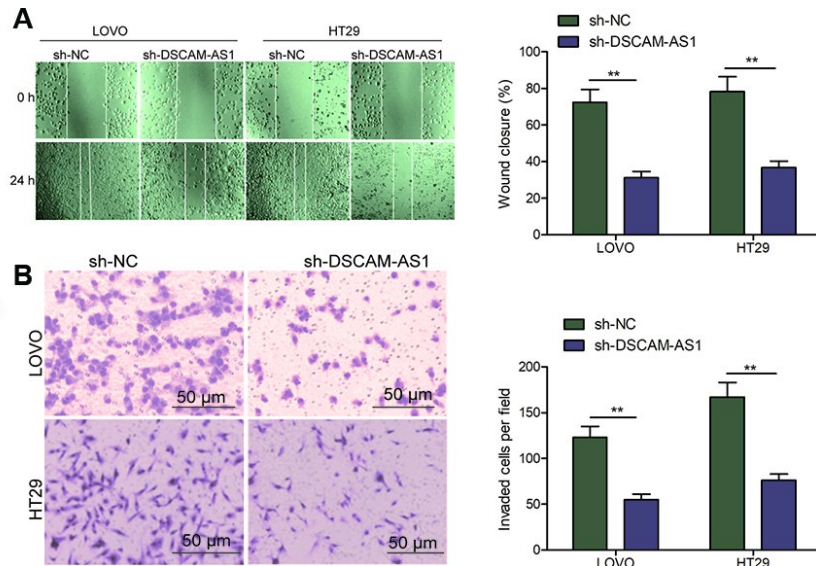 A
LOVO HT29
sh-NC sh-DSCAM-AS1 sh-NC sh-DSCAM-AS1
0 h
24 h
sh-NC
sh-DSCAM-AS1
Wound closure (%)
100
80
60
40
20
0
** **
LOVO HT29
B
sh-NC sh-DSCAM-AS1
LOVO
50 µm 50 µm
HT29
50 µm 50 µm
sh-NC
sh-DSCAM-AS1
Invaded cells per field
200
150
100
50
0
** **
LOVO HT29